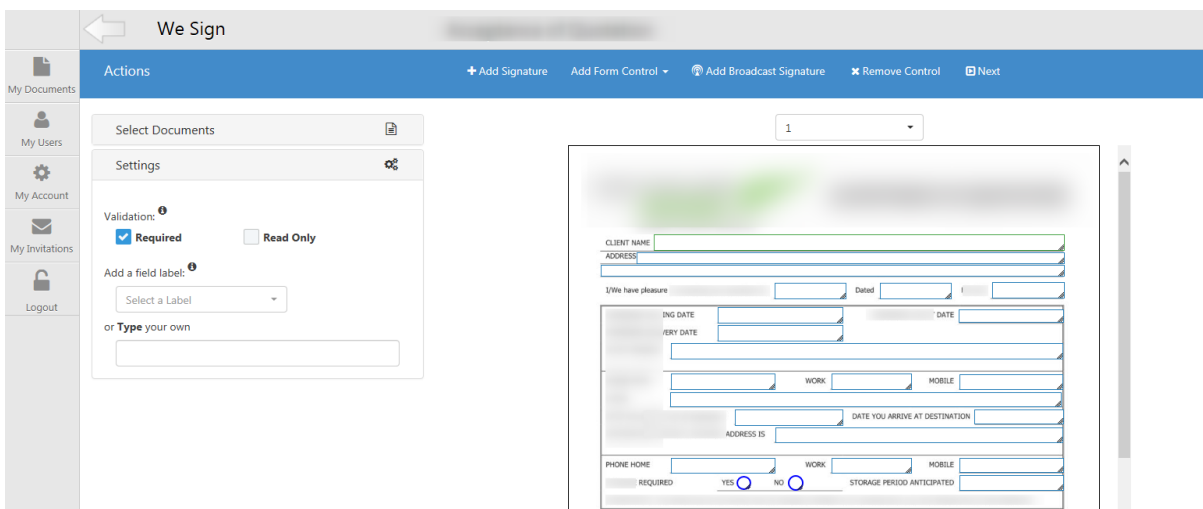 We Sign
My Documents
My Users
My Account
My Invitations
Logout
Actions
Add Signature Add Form Control Add Broadcast Signature Remove Control Next
Select Documents
Settings
Validation:
Required Read Only
Add a field label:
Select a Label
or Type your own
1
CLIENT NAME
ADDRESS
I/We have pleasure Dated
ING DATE DATE
VERY DATE
WORK MOBILE
DATE YOU ARRIVE AT DESTINATION
ADDRESS IS
PHONE HOME WORK MOBILE
REQUIRED YES NO STORAGE PERIOD ANTICIPATED